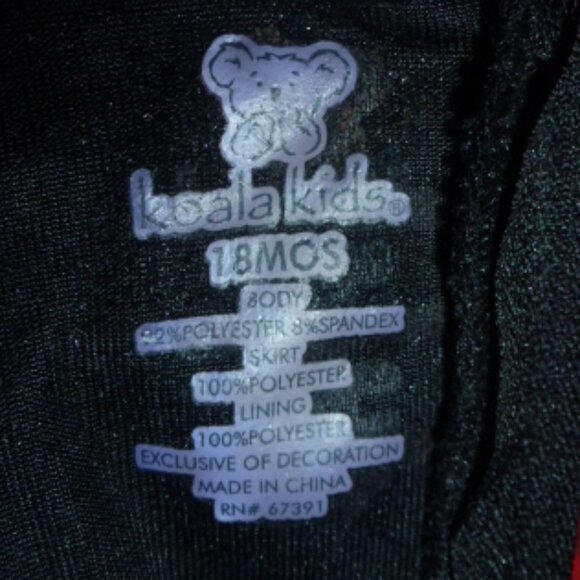 koala kids®
18MOS
BODY
92%POLYESTER 8%SPANDEX
SKIRT
100%POLYESTER
LINING
100%POLYESTER
EXCLUSIVE OF DECORATION
MADE IN CHINA
RN# 67391